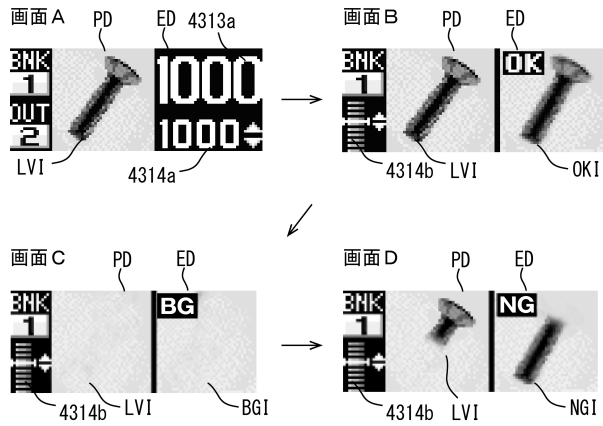 画面A
PD
ED
4313a
BNK
1
OUT
2
1000
1000
LVI
4314a
画面B
PD
ED
BNK
1
OK
4314b
LVI
OKI
画面C
PD
ED
BNK
1
BG
4314b
LVI
BGI
画面D
PD
ED
BNK
1
NG
4314b
LVI
NGI